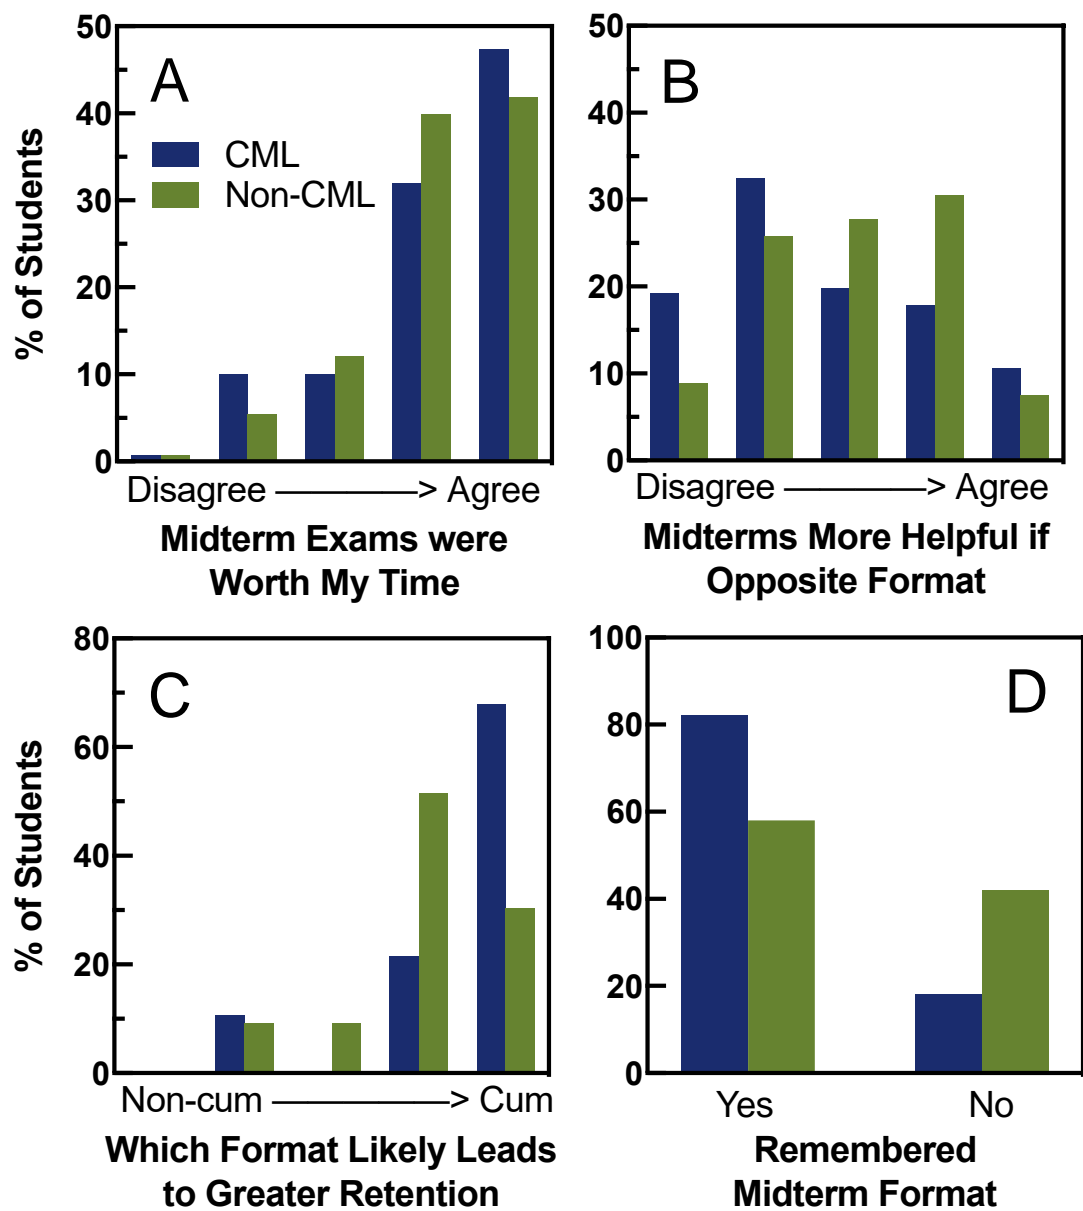 50
40
30
20
10
0
% of Students
A
CML
Non-CML
Disagree ————> Agree
Midterm Exams were
Worth My Time
50
40
30
20
10
0
B
Disagree ————> Agree
Midterms More Helpful if
Opposite Format
80
60
40
20
0
% of Students
C
Non-cum —————> Cum
Which Format Likely Leads
to Greater Retention
100
80
60
40
20
0
D
Yes No
Remembered
Midterm Format